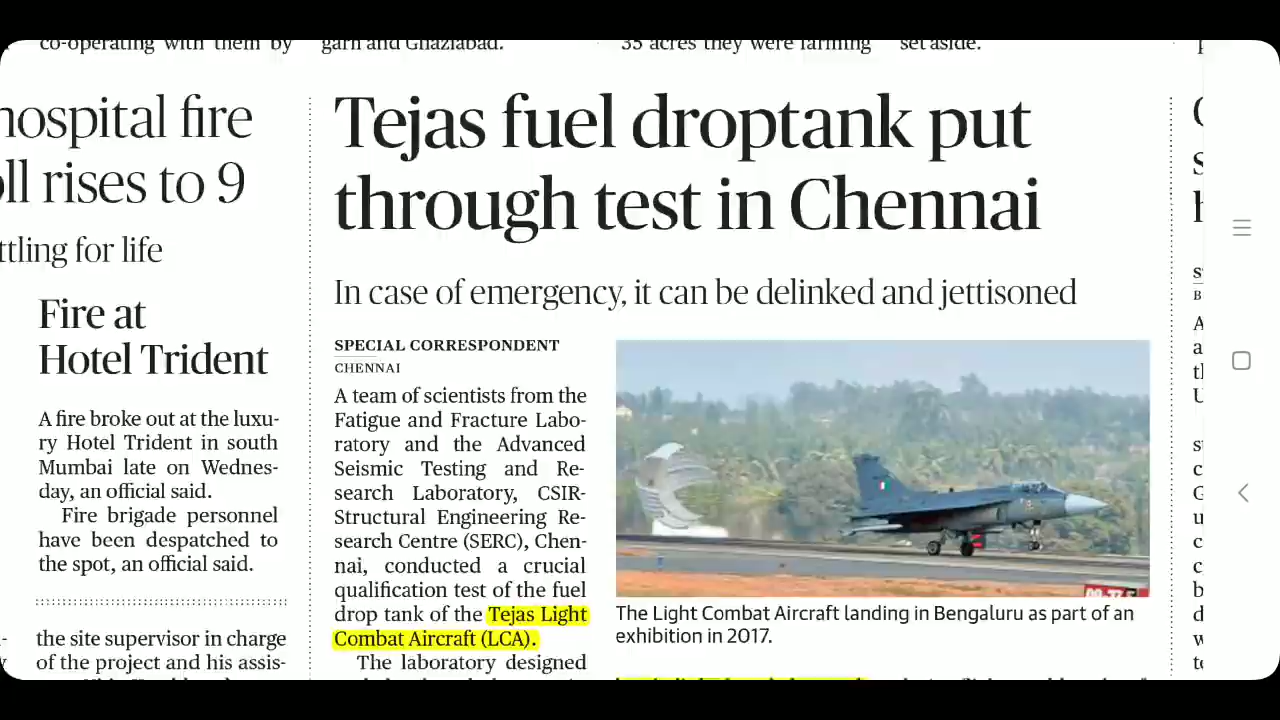 co-operating with them by
garh and Ghaziabad.
35 acres they were farming
set aside.
hospital fire
oll rises to 9
ttling for life
Fire at
Hotel Trident
A fire broke out at the luxu-
ry Hotel Trident in south
Mumbai late on Wednes-
day, an official said.
Fire brigade personnel
have been despatched to
the spot, an official said.
the site supervisor in charge
of the project and his assis-
Tejas fuel droptank put
through test in Chennai
In case of emergency, it can be delinked and jettisoned
SPECIAL CORRESPONDENT
CHENNAI
A team of scientists from the
Fatigue and Fracture Labo-
ratory and the Advanced
Seismic Testing and Re-
search Laboratory, CSIR-
Structural Engineering Re-
search Centre (SERC), Chen-
nai, conducted a crucial
qualification test of the fuel
drop tank of the Tejas Light
Combat Aircraft (LCA).
The laboratory designed
The Light Combat Aircraft landing in Bengaluru as part of an
exhibition in 2017.